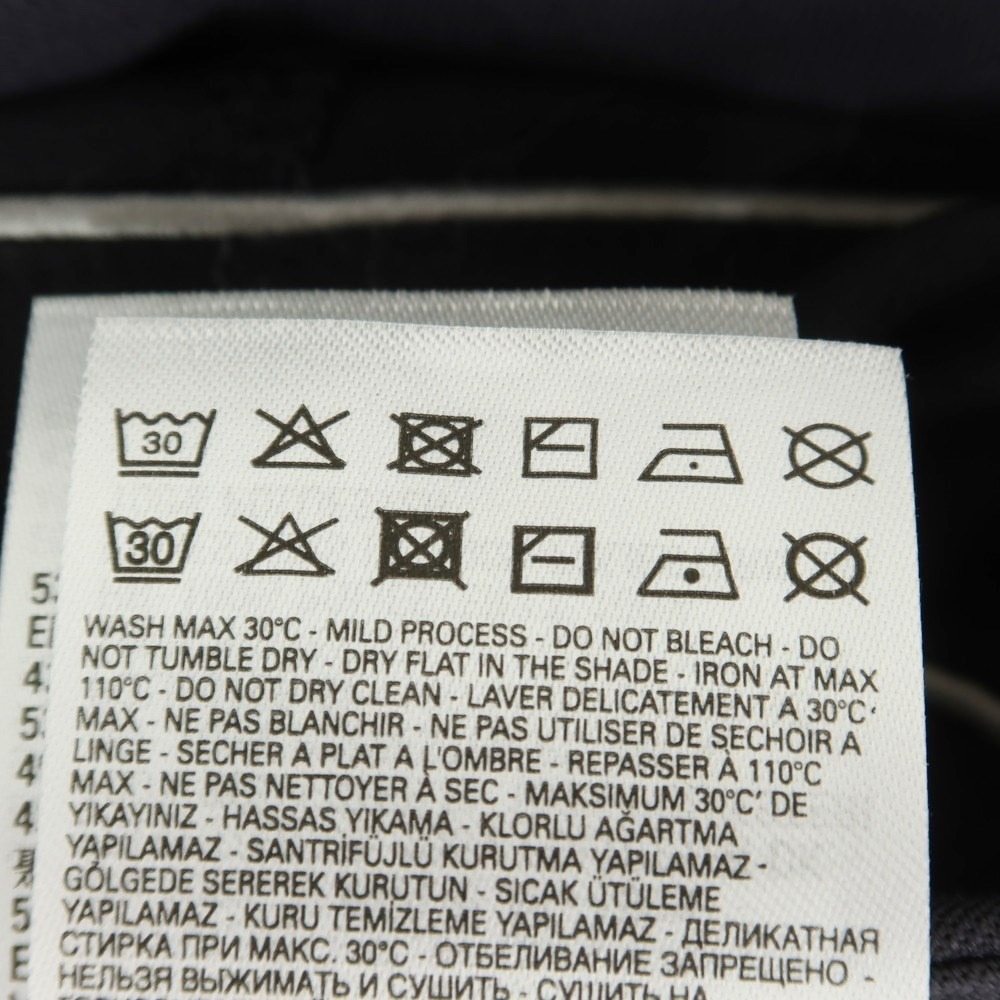 30
30
WASH MAX 30°C - MILD PROCESS - DO NOT BLEACH - DO
NOT TUMBLE DRY - DRY FLAT IN THE SHADE - IRON AT MAX
110°C - DO NOT DRY CLEAN - LAVER DELICATEMENT A 30°C
MAX - NE PAS BLANCHIR - NE PAS UTILISER DE SECHOIR A
LINGE - SECHER A PLAT A L'OMBRE - REPASSER À 110°C
MAX - NE PAS NETTOYER À SEC - MAKSIMUM 30°C' DE
YIKAYINIZ - HASSAS YIKAMA - KLORLU AĞARTMA
YAPILAMAZ - SANTRİFÜJLÜ KURUTMA YAPILAMAZ -
GÖLGEDE SEREREK KURUTUN - SICAK ÜTÜLEME
YAPILAMAZ - KURU TEMİZLEME YAPILAMAZ - ДЕЛИКАТНАЯ
СТИРКА ПРИ МАКС. 30°C - ОТБЕЛИВАНИЕ ЗАПРЕЩЕНО -
НЕЛЬЗЯ ВЫЖИМАТЬ И СУШИТЬ - СУШИТЬ НА